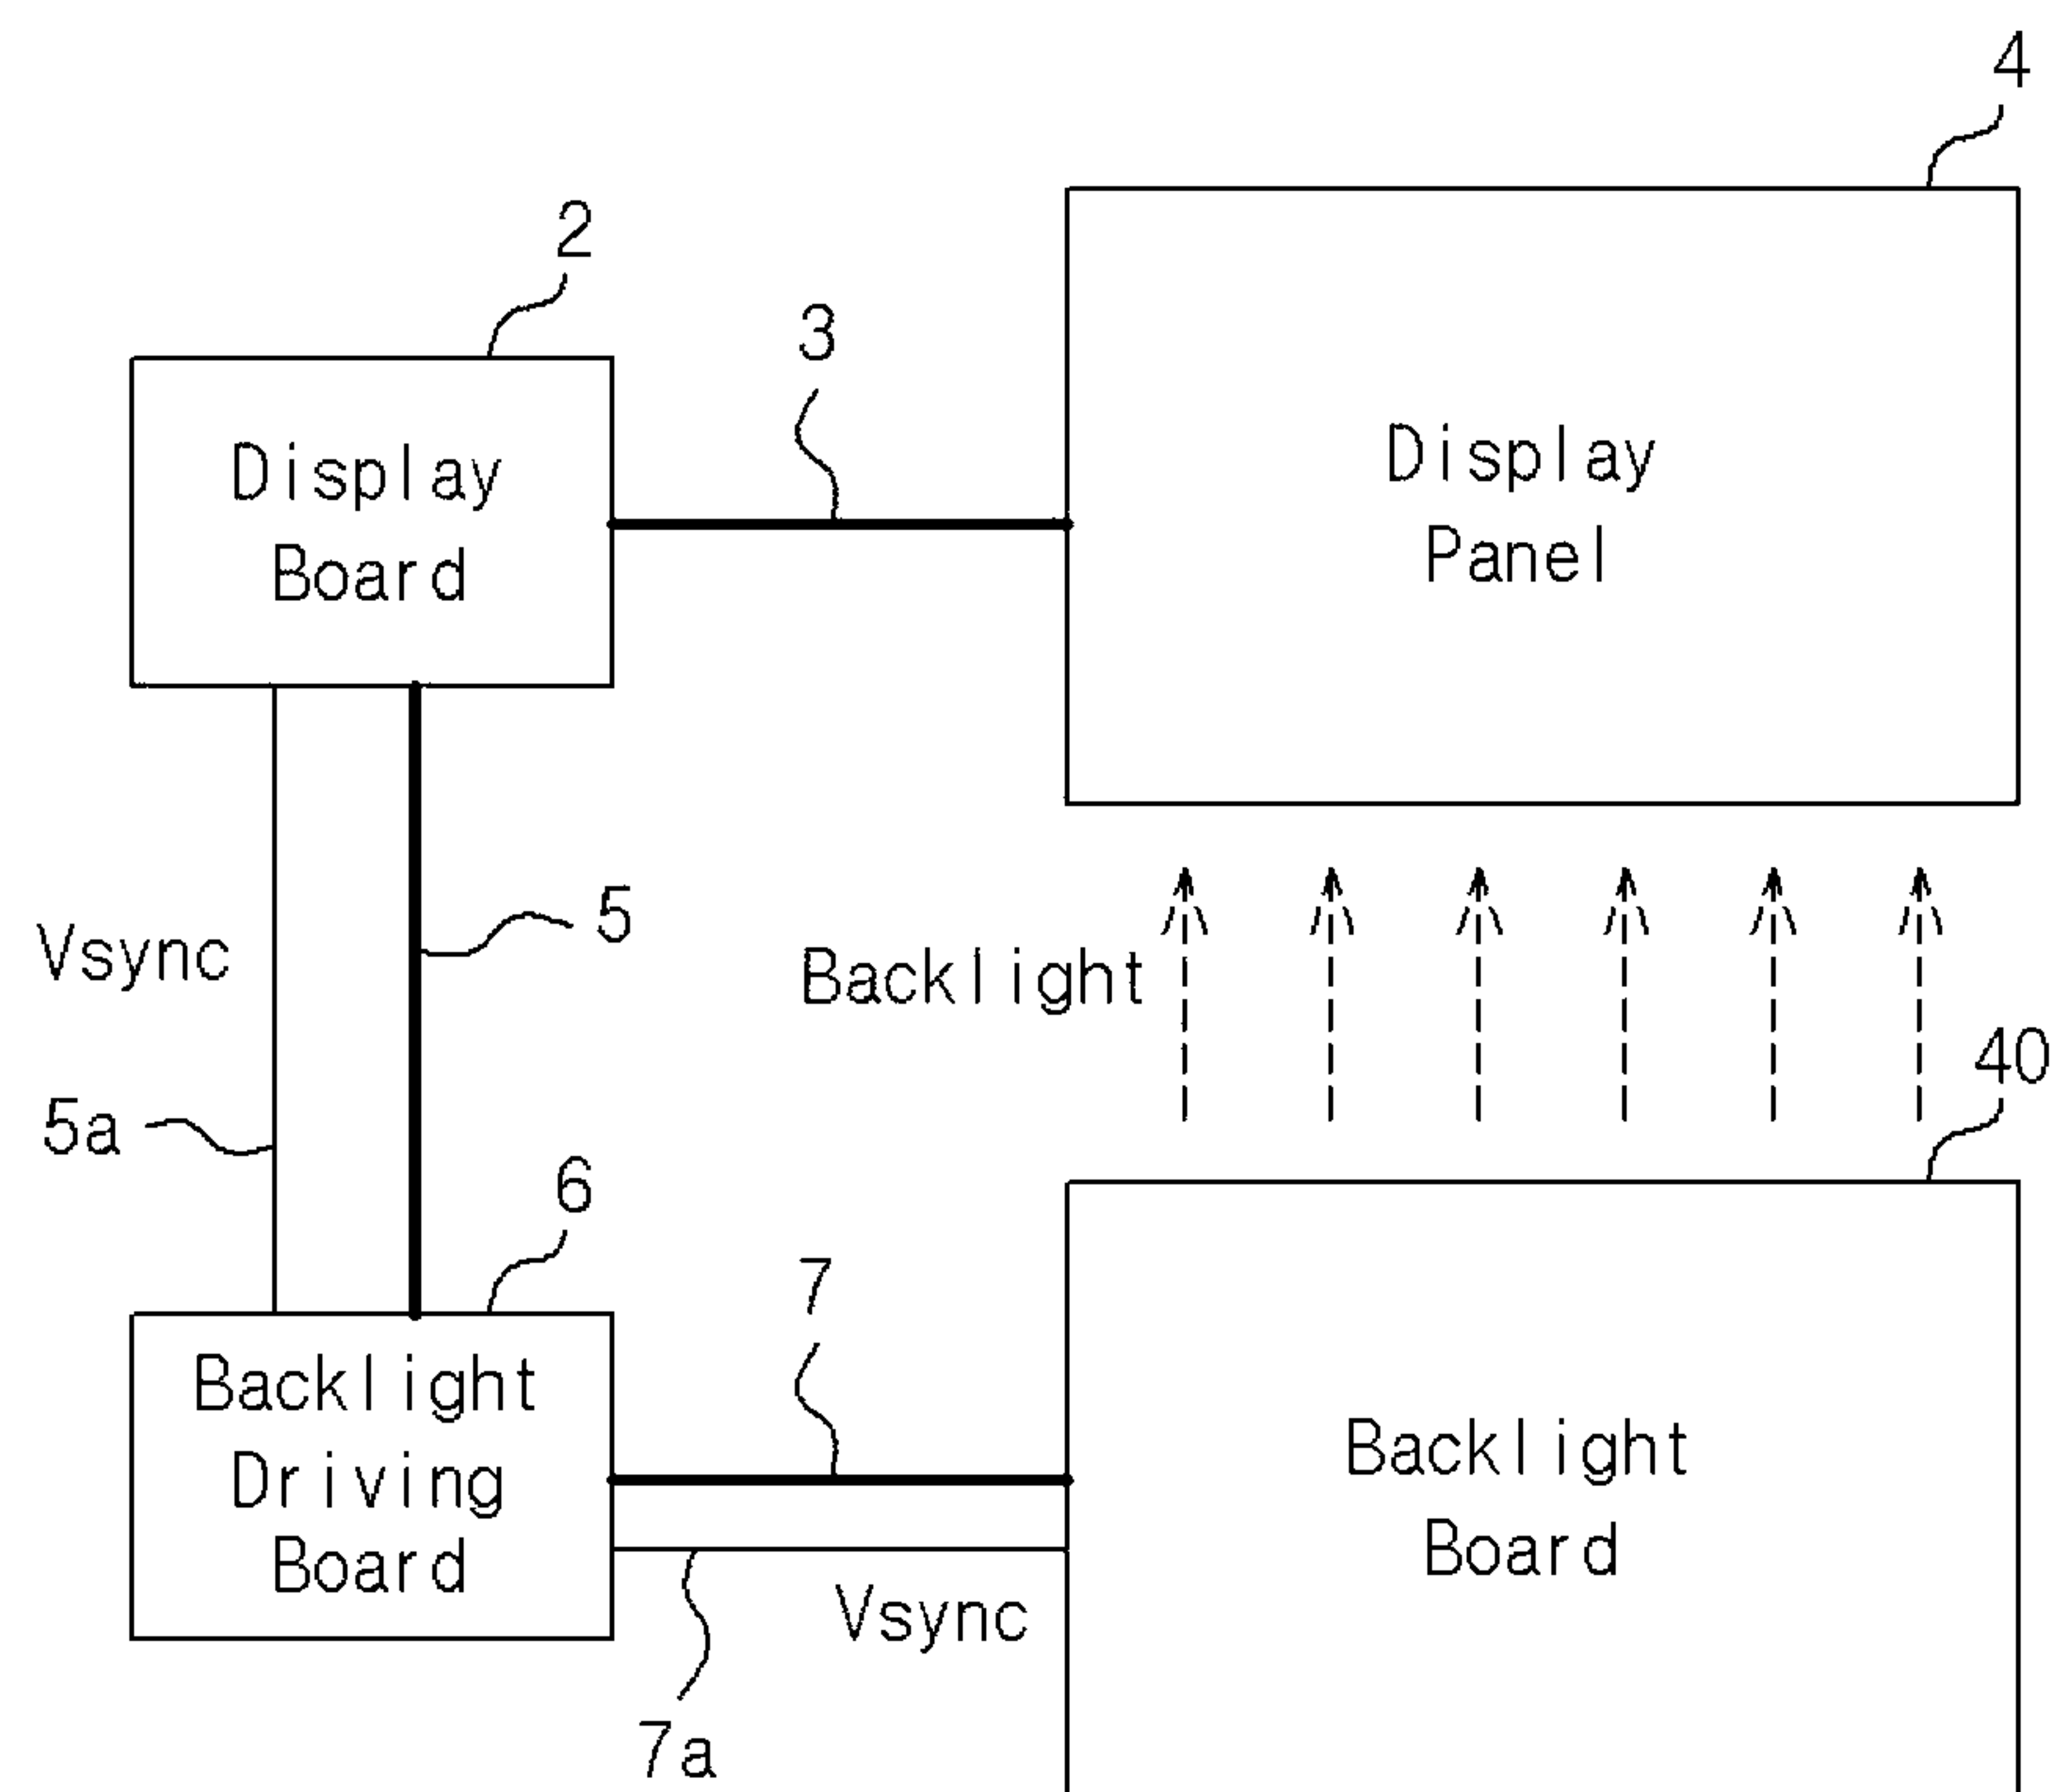 4
2
3
Display
Board
Display
Panel
5
Vsync
Backlight
40
5a
6
7
Backlight
Driving
Board
Backlight
Board
Vsync
7a